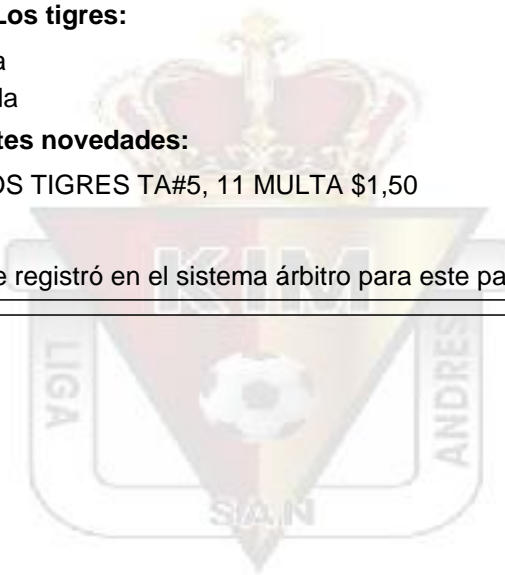 Los tigres:
a
la
tes novedades:
OS TIGRES TA#5, 11 MULTA $1,50
e registró en el sistema árbitro para este pa
KIM
LIGA
ANDRES
SAN